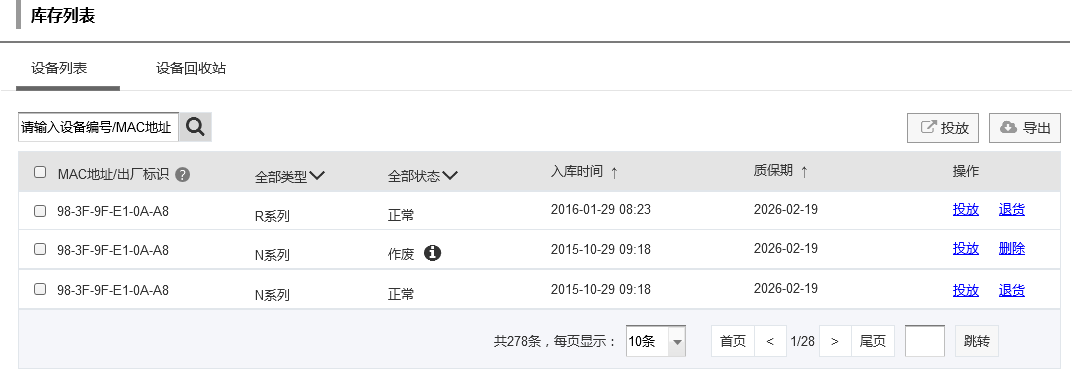 库存列表
设备列表 设备回收站
请输入设备编号/MAC地址 投放 导出
MAC地址/出厂标识 ? 全部类型 全部状态 入库时间 ↑ 质保期 ↑ 操作
98-3F-9F-E1-0A-A8 R系列 正常 2016-01-29 08:23 2026-02-19 投放 退货
98-3F-9F-E1-0A-A8 N系列 作废 2015-10-29 09:18 2026-02-19 投放 删除
98-3F-9F-E1-0A-A8 N系列 正常 2015-10-29 09:18 2026-02-19 投放 退货
共278条，每页显示： 10条 首页 < 1/28 > 尾页 跳转